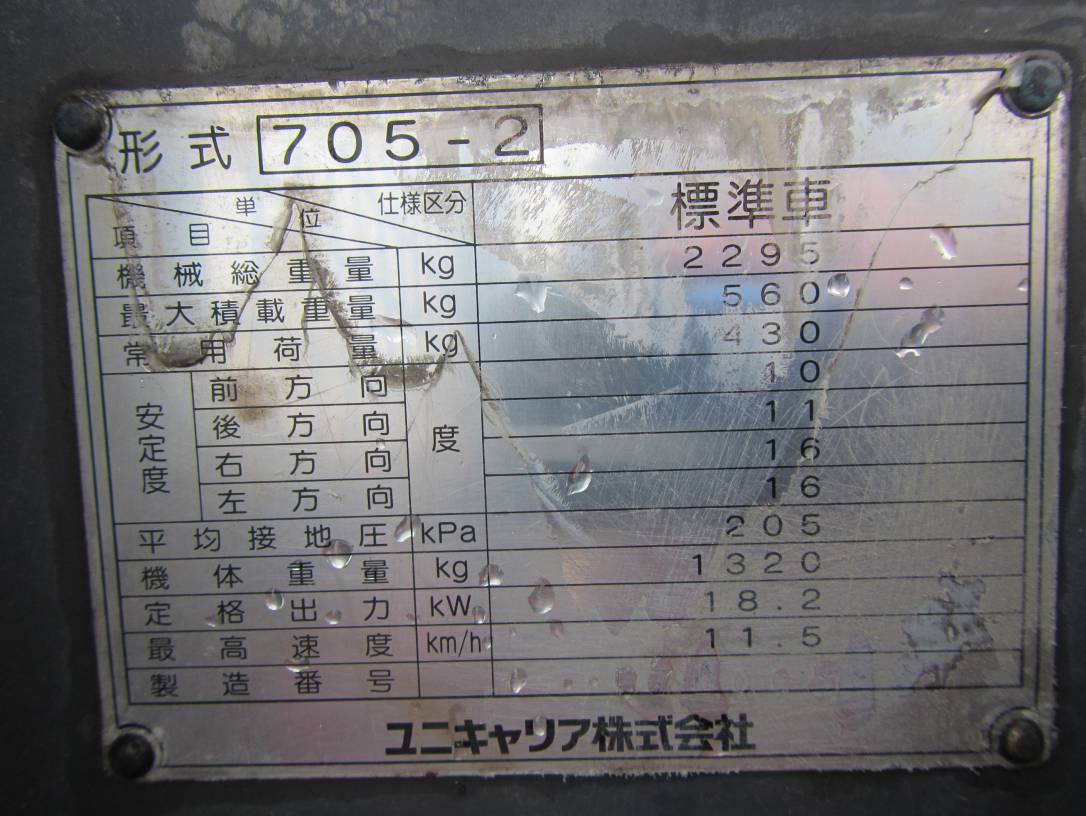 形式 705-2
単位 仕様区分 標準車
項目
機械総重量 kg 2295
最大積載重量 kg 560
常用荷重 kg 430
安定度 前方向 度 10
後方向 11
右方向 16
左方向 16
平均接地圧 kPa 205
機体重量 kg 1320
定格出力 kW 18.2
最高速度 km/h 11.5
製造番号
ユニキャリア株式会社